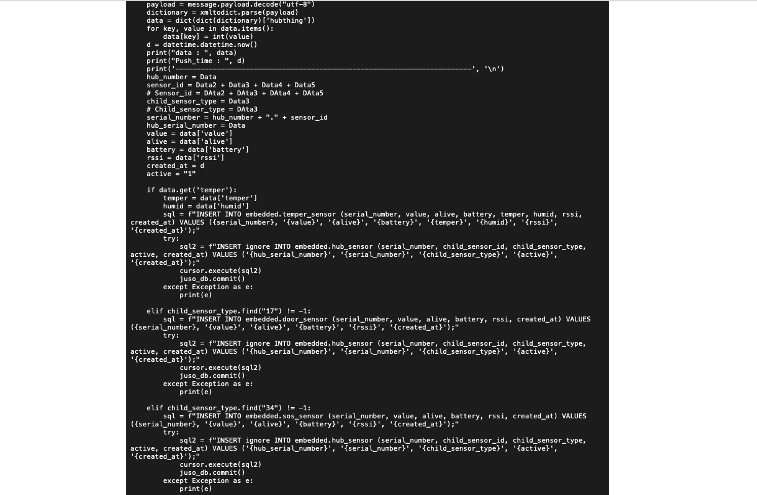 payload = message.payload.decode("utf-8")
dictionary = xmltodict.parse(payload)
data = dict(dict(dictionary)['hubthing'])
for key, value in data.items():
data[key] = int(value)
d = datetime.datetime.now()
print("data : ", data)
print("Push_time : ", d)
print('------------------------------------------------------------------------', '\n')
hub_number = Data
sensor_id = Data2 + Data3 + Data4 + Data5
# Sensor_id = DAta2 + DAta3 + DAta4 + DAta5
child_sensor_type = Data3
# Child_sensor_type = DAta3
serial_number = hub_number + "." + sensor_id
hub_serial_number = Data
value = data['value']
alive = data['alive']
battery = data['battery']
rssi = data['rssi']
created_at = d
active = "1"
if data.get('temper'):
temper = data['temper']
humid = data['humid']
sql = f"INSERT INTO embedded.temper_sensor (serial_number, value, alive, battery, temper, humid, rssi,
created_at) VALUES ({serial_number}, '{value}', '{alive}', '{battery}', '{temper}', '{humid}', '{rssi}',
'{created_at}');"
try:
sql2 = f"INSERT ignore INTO embedded.hub_sensor (serial_number, child_sensor_id, child_sensor_type,
active, created_at) VALUES ('{hub_serial_number}', '{serial_number}', '{child_sensor_type}', '{active}',
'{created_at}');"
cursor.execute(sql2)
juso_db.commit()
except Exception as e:
print(e)
elif child_sensor_type.find("17") != -1:
sql = f"INSERT INTO embedded.door_sensor (serial_number, value, alive, battery, rssi, created_at) VALUES
({serial_number}, '{value}', '{alive}', '{battery}', '{rssi}', '{created_at}');"
try:
sql2 = f"INSERT ignore INTO embedded.hub_sensor (serial_number, child_sensor_id, child_sensor_type,
active, created_at) VALUES ('{hub_serial_number}', '{serial_number}', '{child_sensor_type}', '{active}',
'{created_at}');"
cursor.execute(sql2)
juso_db.commit()
except Exception as e:
print(e)
elif child_sensor_type.find("34") != -1:
sql = f"INSERT INTO embedded.sos_sensor (serial_number, value, alive, battery, rssi, created_at) VALUES
({serial_number}, '{value}', '{alive}', '{battery}', '{rssi}', '{created_at}');"
try:
sql2 = f"INSERT ignore INTO embedded.hub_sensor (serial_number, child_sensor_id, child_sensor_type,
active, created_at) VALUES ('{hub_serial_number}', '{serial_number}', '{child_sensor_type}', '{active}',
'{created_at}');"
cursor.execute(sql2)
juso_db.commit()
except Exception as e:
print(e)